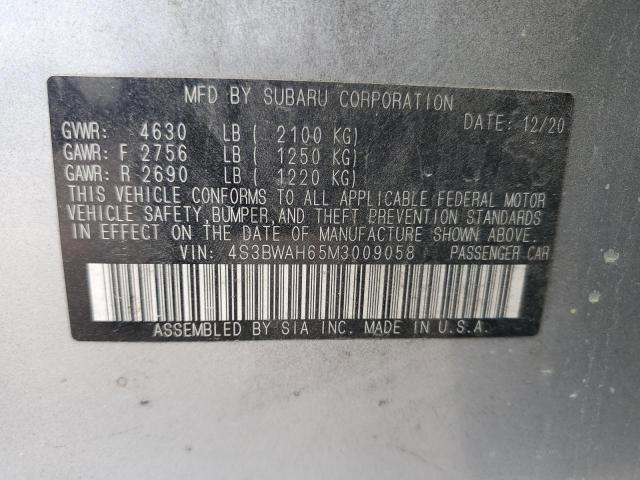 MFD BY SUBARU CORPORATION
DATE: 12/20
GVWR: 4630 LB ( 2100 KG)
GAWR: F 2756 LB ( 1250 KG)
GAWR: R 2690 LB ( 1220 KG)
THIS VEHICLE CONFORMS TO ALL APPLICABLE FEDERAL MOTOR
VEHICLE SAFETY, BUMPER, AND THEFT PREVENTION STANDARDS
IN EFFECT ON THE DATE OF MANUFACTURE SHOWN ABOVE.
VIN: 4S3BWAH65M3009058 PASSENGER CAR
ASSEMBLED BY SIA INC. MADE IN U.S.A.